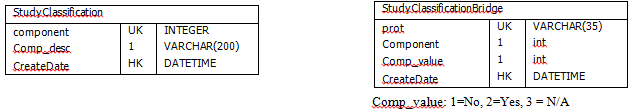 StudyClassification
component UK INTEGER
Comp_desc 1 VARCHAR(200)
CreateDate HK DATETIME
StudyClassificationBridge
prot UK VARCHAR(35)
Component 1 int
Comp_value 1 int
CreateDate HK DATETIME
Comp_value: 1=No, 2=Yes, 3 = N/A